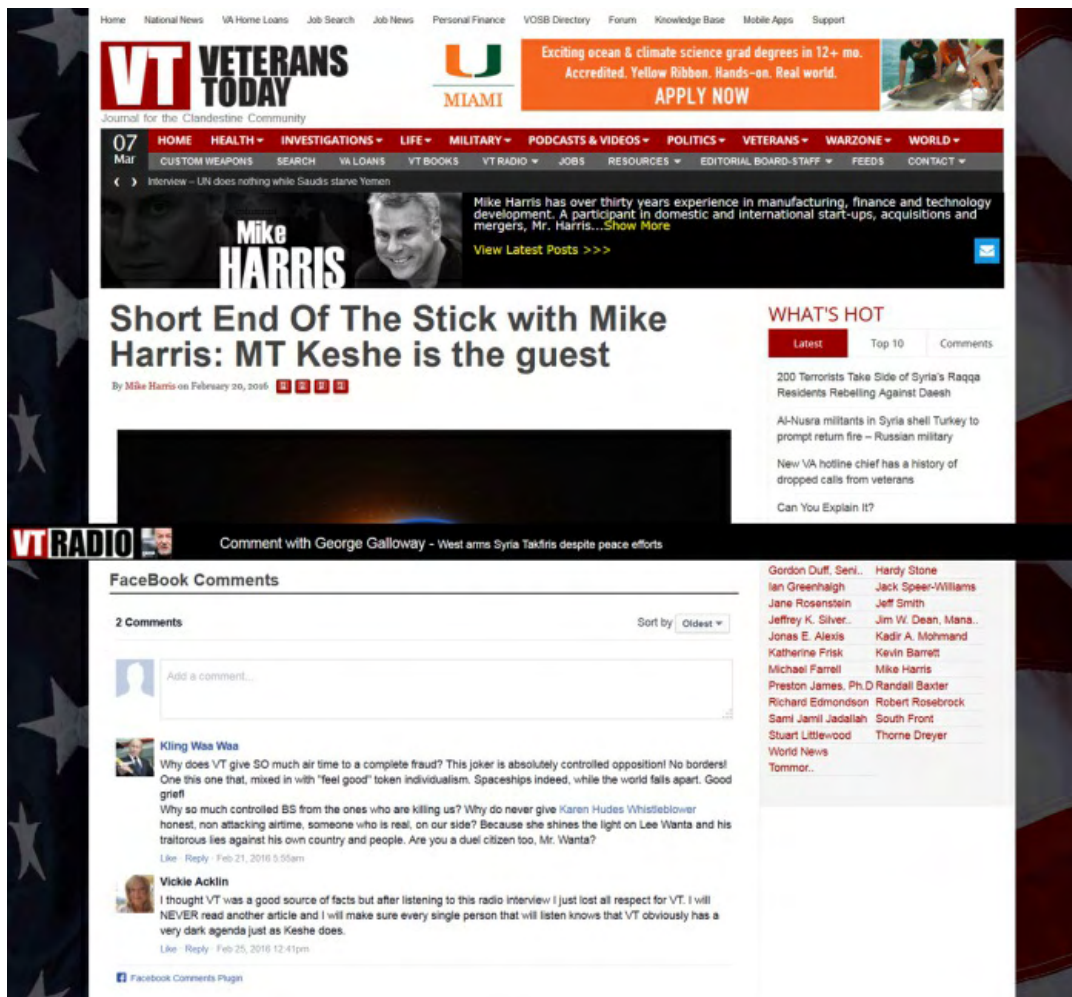 Home National News VA Home Loans Job Search Job News Personal Finance VOSB Directory Forum Knowledge Base Mobile Apps Support
VT VETERANS TODAY
Journal for the Clandestine Community
U
MIAMI
Exciting ocean & climate science grad degrees in 12+ mo.
Accredited. Yellow Ribbon. Hands-on. Real world.
APPLY NOW
07 Mar
HOME HEALTH INVESTIGATIONS LIFE MILITARY PODCASTS & VIDEOS POLITICS VETERANS WARZONE WORLD
CUSTOM WEAPONS SEARCH VA LOANS VT BOOKS VT RADIO JOBS RESOURCES EDITORIAL BOARD-STAFF FEEDS CONTACT
Interview – UN does nothing while Saudis starve Yemen
Mike
HARRIS
Mike Harris has over thirty years experience in manufacturing, finance and technology
development. A participant in domestic and international start-ups, acquisitions and
mergers, Mr. Harris...Show More
View Latest Posts >>>
Short End Of The Stick with Mike
Harris: MT Keshe is the guest
By Mike Harris on February 20, 2016
WHAT'S HOT
Latest Top 10 Comments
200 Terrorists Take Side of Syria's Raqqa
Residents Rebelling Against Daesh
Al-Nusra militants in Syria shell Turkey to
prompt return fire – Russian military
New VA hotline chief has a history of
dropped calls from veterans
Can You Explain It?
VT RADIO
Comment with George Galloway - West arms Syria Takfiris despite peace efforts
FaceBook Comments
2 Comments
Sort by Oldest
Add a comment...
Kling Waa Waa
Why does VT give SO much air time to a complete fraud? This joker is absolutely controlled opposition! No borders!
One this one that, mixed in with "feel good" token individualism. Spaceships indeed, while the world falls apart. Good
grief!
Why so much controlled BS from the ones who are killing us? Why do never give Karen Hudes Whistleblower
honest, non attacking airtime, someone who is real, on our side? Because she shines the light on Lee Wanta and his
traitorous lies against his own country and people. Are you a duel citizen too, Mr. Wanta?
Like · Reply · Feb 21, 2016 5:55am
Vickie Acklin
I thought VT was a good source of facts but after listening to this radio interview I just lost all respect for VT. I will
NEVER read another article and I will make sure every single person that will listen knows that VT obviously has a
very dark agenda just as Keshe does.
Like · Reply · Feb 25, 2016 12:41pm
Facebook Comments Plugin
Gordon Duff, Seni.. Hardy Stone
Ian Greenhalgh Jack Speer-Williams
Jane Rosenstein Jeff Smith
Jeffrey K. Silver.. Jim W. Dean, Mana..
Jonas E. Alexis Kadir A. Mohmand
Katherine Frisk Kevin Barrett
Michael Farrell Mike Harris
Preston James, Ph.D Randall Baxter
Richard Edmondson Robert Rosebrock
Sami Jamil Jadallah South Front
Stuart Littlewood Thorne Dreyer
World News
Tommor..